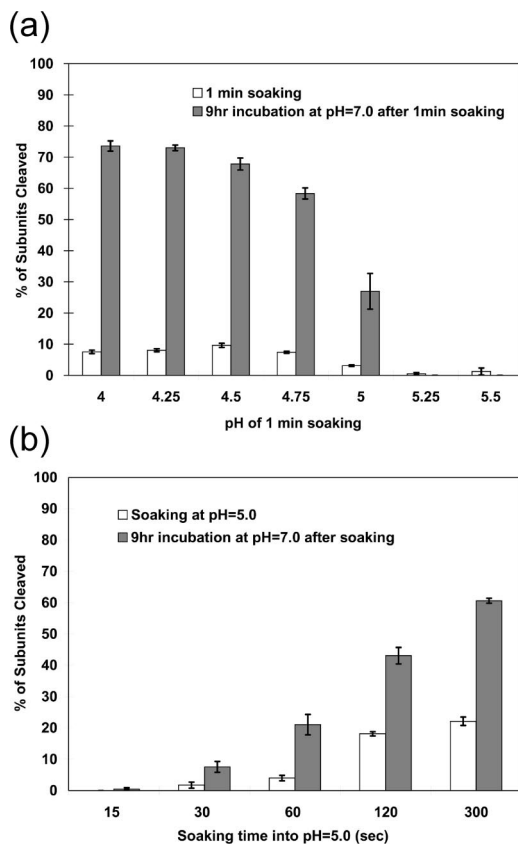 (a)
100
90
80
70
60
50
40
30
20
10
0
% of Subunits Cleaved
1 min soaking
9hr incubation at pH=7.0 after 1min soaking
4 4.25 4.5 4.75 5 5.25 5.5
pH of 1 min soaking
(b)
100
90
80
70
60
50
40
30
20
10
0
% of Subunits Cleaved
Soaking at pH=5.0
9hr incubation at pH=7.0 after soaking
15 30 60 120 300
Soaking time into pH=5.0 (sec)